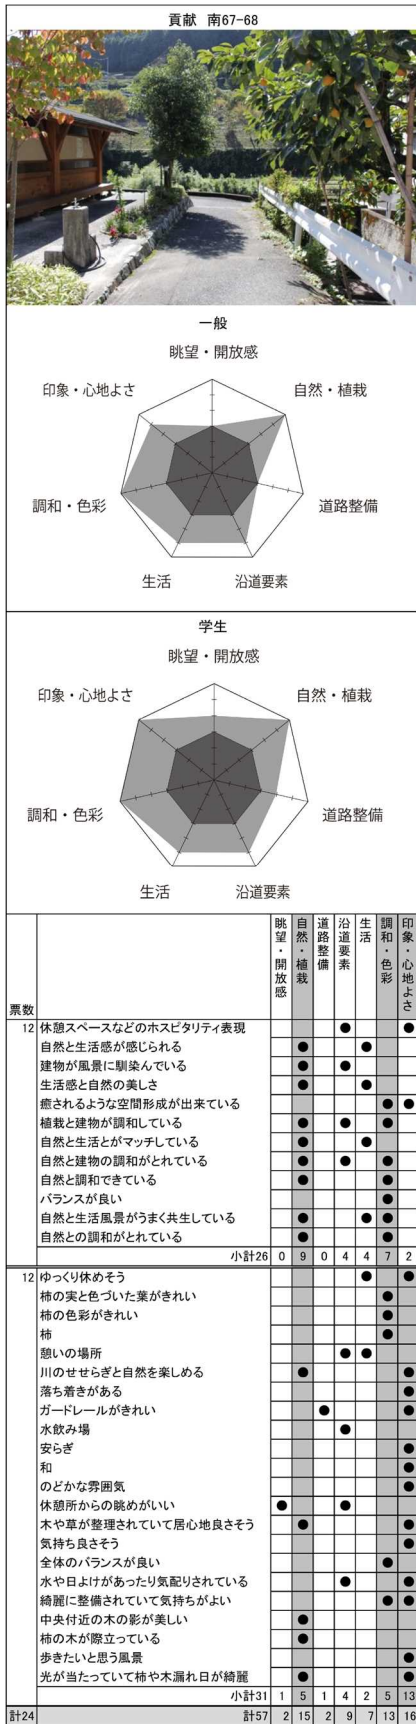 貢献 南67-68
一般
眺望・開放感
印象・心地よさ
自然・植栽
調和・色彩
道路整備
生活
沿道要素
学生
眺望・開放感
印象・心地よさ
自然・植栽
調和・色彩
道路整備
生活
沿道要素
票数 眺望・開放感 自然・植栽 道路整備 沿道要素 生活 調和・色彩 印象・心地よさ
12 休憩スペースなどのホスピタリティ表現 ● ●
自然と生活感が感じられる ● ●
建物が風景に馴染んでいる ● ●
生活感と自然の美しさ ● ●
癒されるような空間形成が出来ている ● ●
植栽と建物が調和している ● ● ●
自然と生活とがマッチしている ● ●
自然と建物の調和がとれている ● ● ●
自然と調和できている ● ●
バランスが良い ●
自然と生活風景がうまく共生している ● ● ●
自然との調和がとれている ● ●
小計26 0 9 0 4 4 7 2
12 ゆっくり休めそう ● ●
柿の実と色づいた葉がきれい ●
柿の色彩がきれい ●
柿 ●
憩いの場所 ● ●
川のせせらぎと自然を楽しめる ● ●
落ち着きがある ●
ガードレールがきれい ● ●
水飲み場 ●
安らぎ ●
和 ●
のどかな雰囲気 ●
休憩所からの眺めがいい ● ●
木や草が整理されていて居心地良さそう ● ●
気持ち良さそう ●
全体のバランスが良い ●
水や日よけがあったり気配りされている ● ●
綺麗に整備されていて気持ちがよい ● ●
中央付近の木の影が美しい ●
柿の木が際立っている ●
歩きたいと思う風景 ●
光が当たっていて柿や木漏れ日が綺麗 ● ●
小計31 1 5 1 4 2 5 13
計24 計57 2 15 2 9 7 13 16